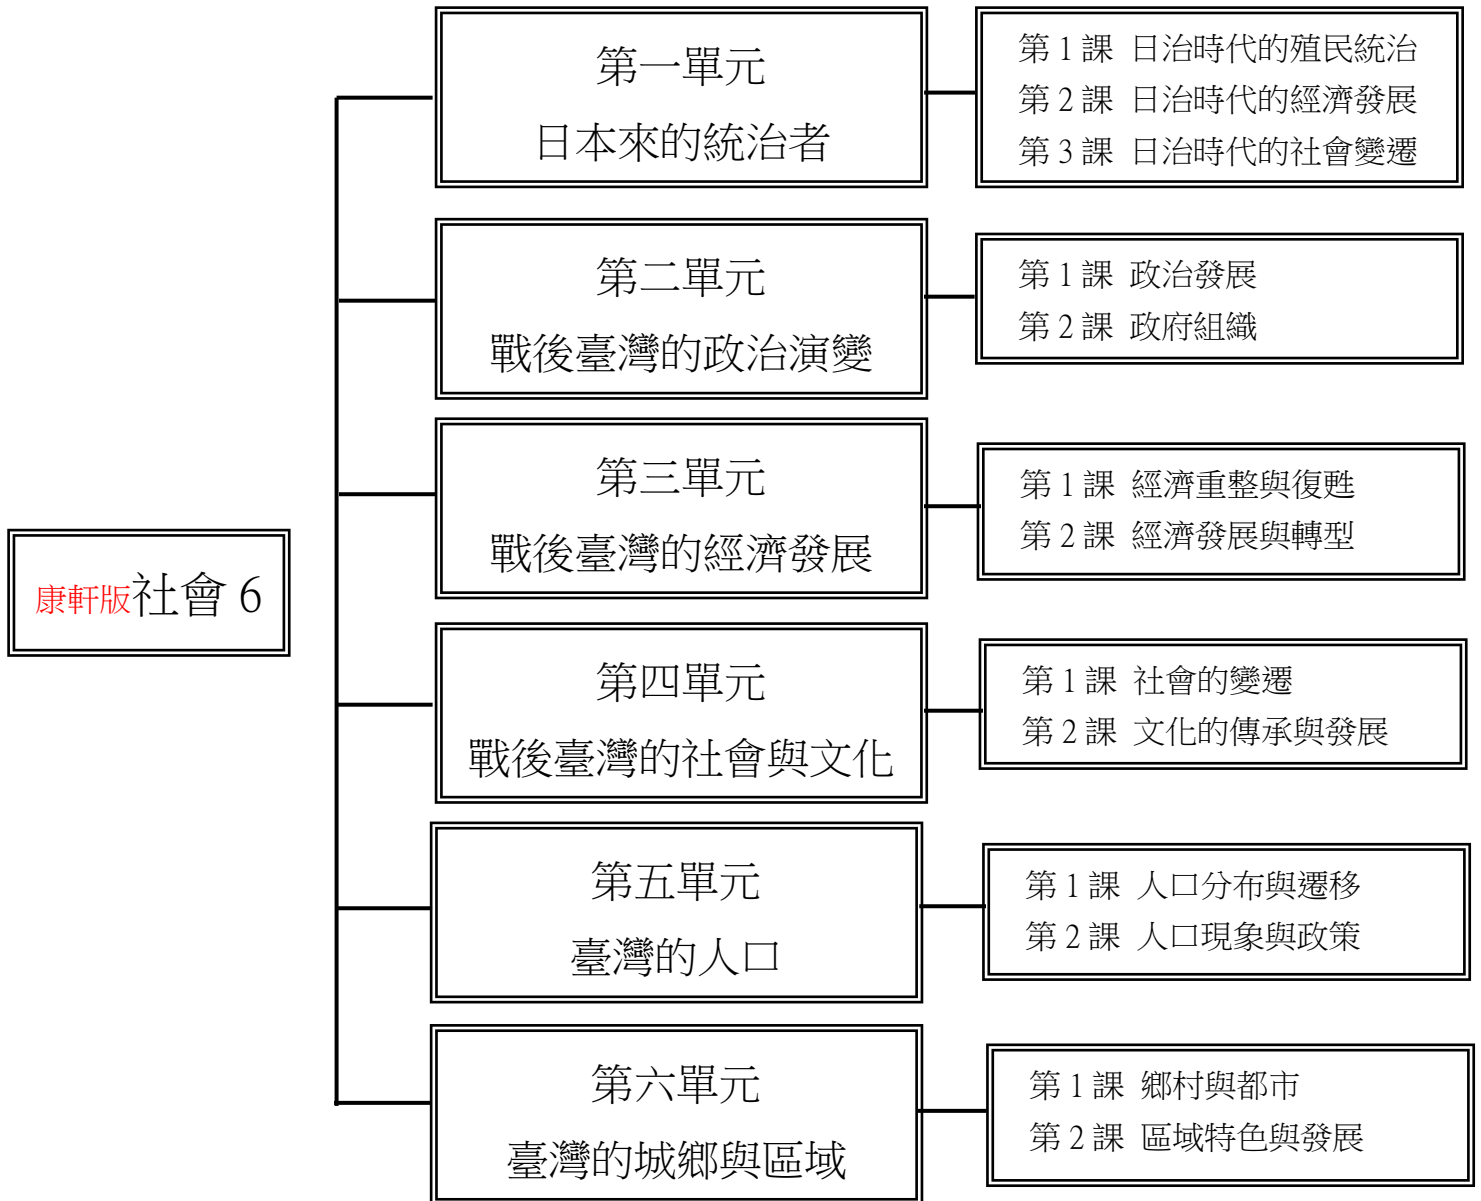 康軒版社會 6
第一單元
日本來的統治者
第 1 課 日治時代的殖民統治
第 2 課 日治時代的經濟發展
第 3 課 日治時代的社會變遷
第二單元
戰後臺灣的政治演變
第 1 課 政治發展
第 2 課 政府組織
第三單元
戰後臺灣的經濟發展
第 1 課 經濟重整與復甦
第 2 課 經濟發展與轉型
第四單元
戰後臺灣的社會與文化
第 1 課 社會的變遷
第 2 課 文化的傳承與發展
第五單元
臺灣的人口
第 1 課 人口分布與遷移
第 2 課 人口現象與政策
第六單元
臺灣的城鄉與區域
第 1 課 鄉村與都市
第 2 課 區域特色與發展